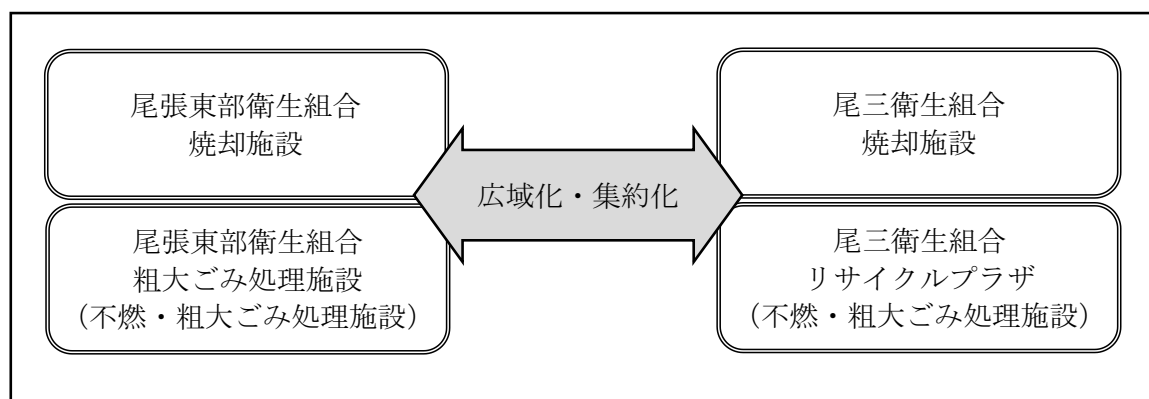 尾張東部衛生組合
焼却施設
尾張東部衛生組合
粗大ごみ処理施設
(不燃・粗大ごみ処理施設)
広域化・集約化
尾三衛生組合
焼却施設
尾三衛生組合
リサイクルプラザ
(不燃・粗大ごみ処理施設)